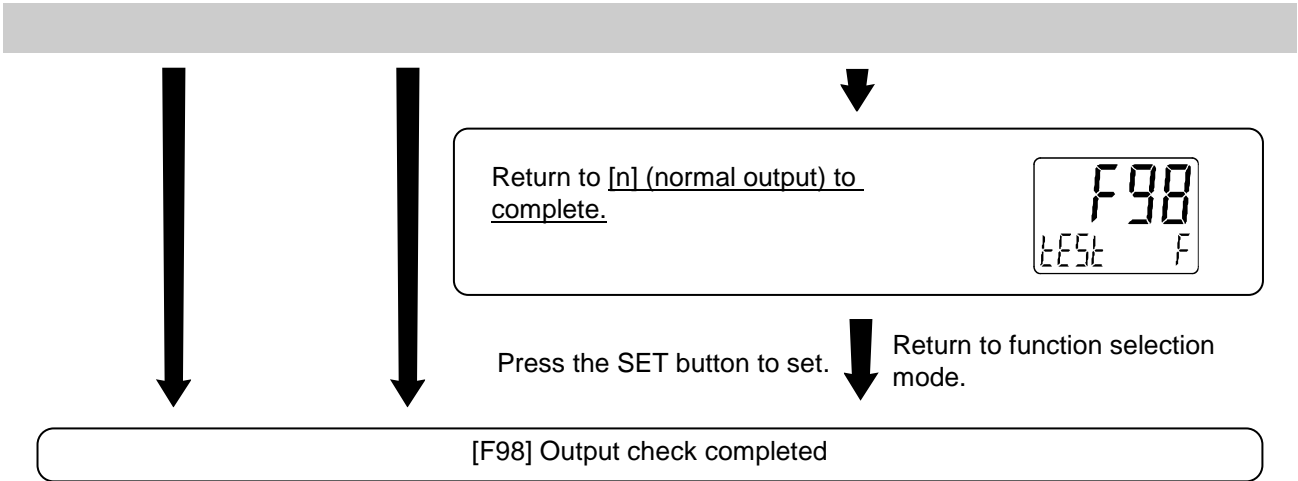 Return to [n] (normal output) to
complete.
F98
tESt F
Press the SET button to set.
Return to function selection
mode.
[F98] Output check completed